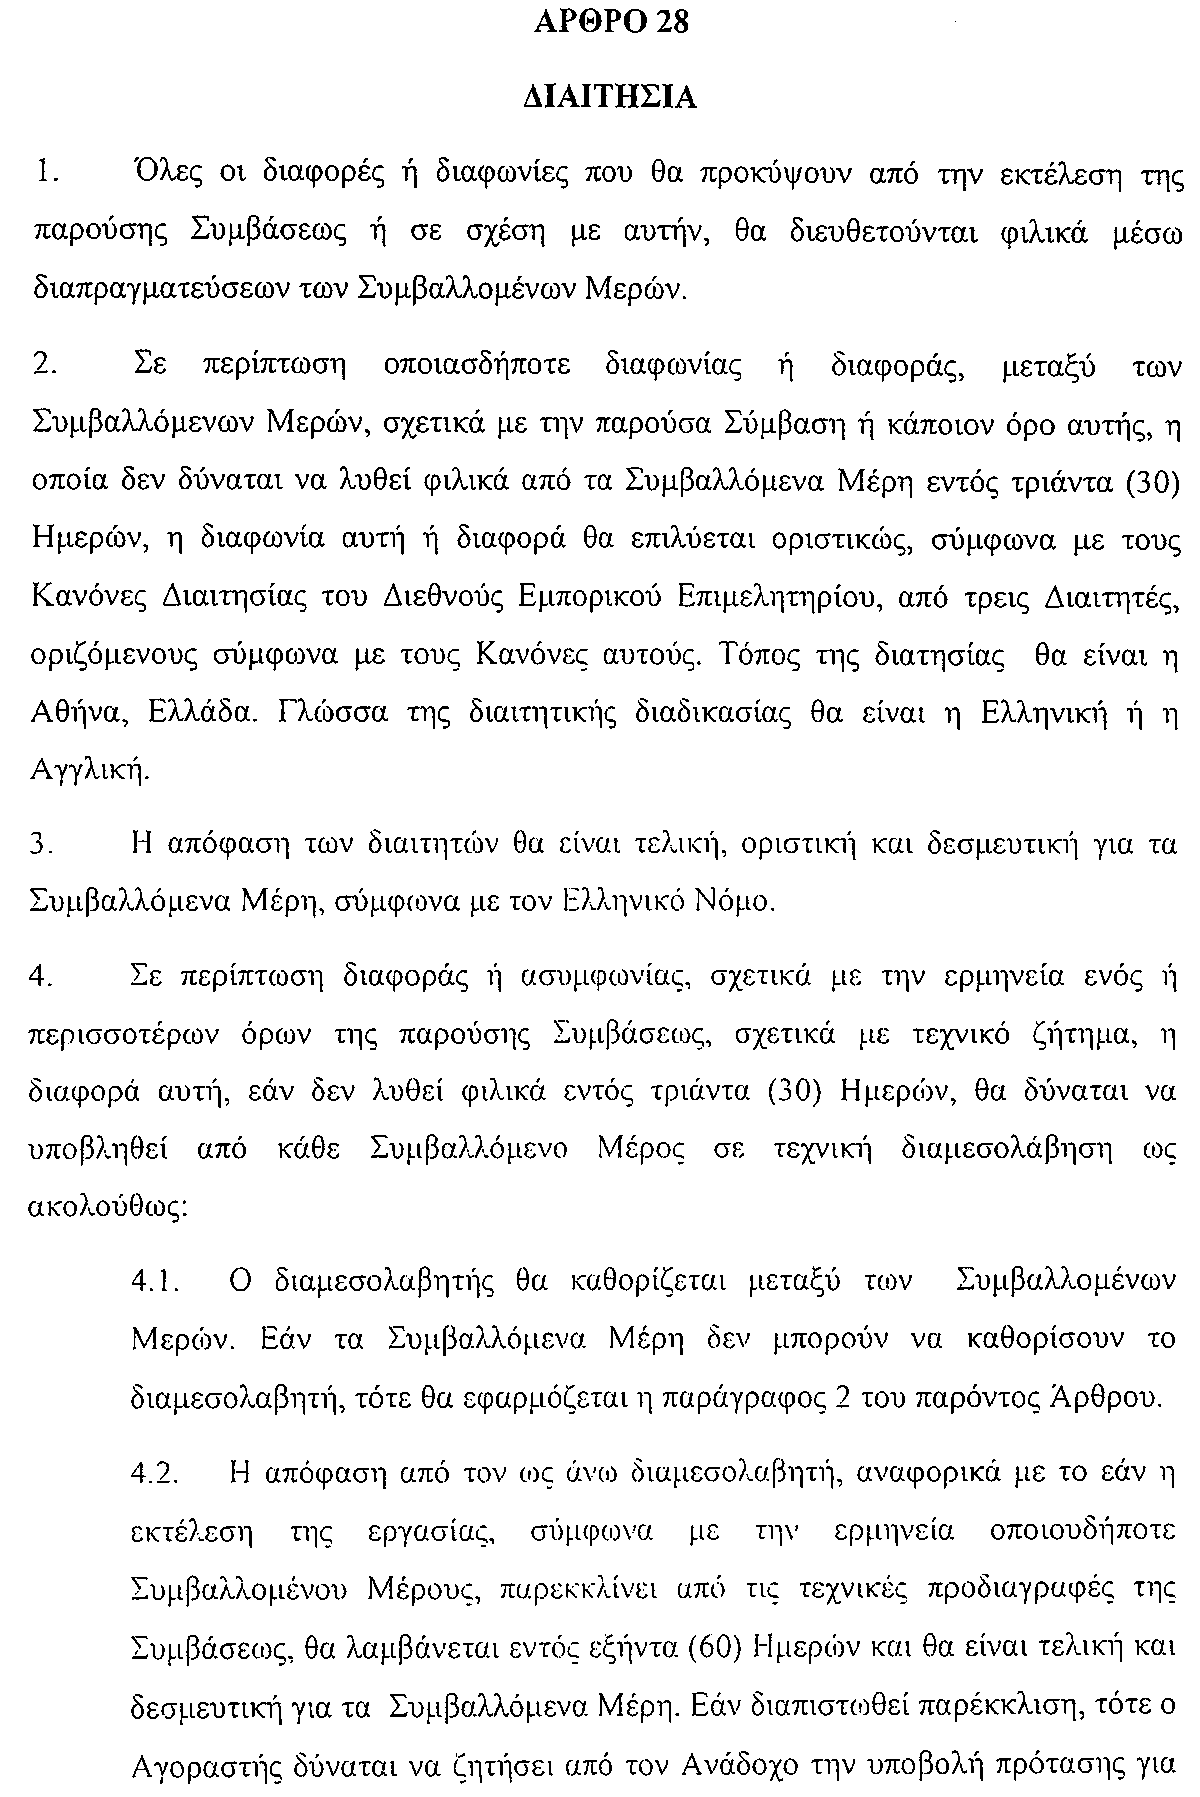 ΑΡΘΡΟ 28
ΔΙΑΙΤΗΣΙΑ
1. Όλες οι διαφορές ή διαφωνίες που θα προκύψουν από την εκτέλεση της
παρούσης Συμβάσεως ή σε σχέση με αυτήν, θα διευθετούνται φιλικά μέσω
διαπραγματεύσεων των Συμβαλλομένων Μερών.
2. Σε περίπτωση οποιασδήποτε διαφωνίας ή διαφοράς, μεταξύ των
Συμβαλλόμενων Μερών, σχετικά με την παρούσα Σύμβαση ή κάποιον όρο αυτής, η
οποία δεν δύναται να λυθεί φιλικά από τα Συμβαλλόμενα Μέρη εντός τριάντα (30)
Ημερών, η διαφωνία αυτή ή διαφορά θα επιλύεται οριστικώς, σύμφωνα με τους
Κανόνες Διαιτησίας του Διεθνούς Εμπορικού Επιμελητηρίου, από τρεις Διαιτητές,
οριζόμενους σύμφωνα με τους Κανόνες αυτούς. Τόπος της διατησίας θα είναι η
Αθήνα, Ελλάδα. Γλώσσα της διαιτητικής διαδικασίας θα είναι η Ελληνική ή η
Αγγλική.
3. Η απόφαση των διαιτητών θα είναι τελική, οριστική και δεσμευτική για τα
Συμβαλλόμενα Μέρη, σύμφωνα με τον Ελληνικό Νόμο.
4. Σε περίπτωση διαφοράς ή ασυμφωνίας, σχετικά με την ερμηνεία ενός ή
περισσοτέρων όρων της παρούσης Συμβάσεως, σχετικά με τεχνικό ζήτημα, η
διαφορά αυτή, εάν δεν λυθεί φιλικά εντός τριάντα (30) Ημερών, θα δύναται να
υποβληθεί από κάθε Συμβαλλόμενο Μέρος σε τεχνική διαμεσολάβηση ως
ακολούθως:
4.1. Ο διαμεσολαβητής θα καθορίζεται μεταξύ των Συμβαλλομένων
Μερών. Εάν τα Συμβαλλόμενα Μέρη δεν μπορούν να καθορίσουν το
διαμεσολαβητή, τότε θα εφαρμόζεται η παράγραφος 2 του παρόντος Άρθρου.
4.2. Η απόφαση από τον ως άνω διαμεσολαβητή, αναφορικά με το εάν η
εκτέλεση της εργασίας, σύμφωνα με την ερμηνεία οποιουδήποτε
Συμβαλλομένου Μέρους, παρεκκλίνει από τις τεχνικές προδιαγραφές της
Συμβάσεως, θα λαμβάνεται εντός εξήντα (60) Ημερών και θα είναι τελική και
δεσμευτική για τα Συμβαλλόμενα Μέρη. Εάν διαπιστωθεί παρέκκλιση, τότε ο
Αγοραστής δύναται να ζητήσει από τον Ανάδοχο την υποβολή πρότασης για